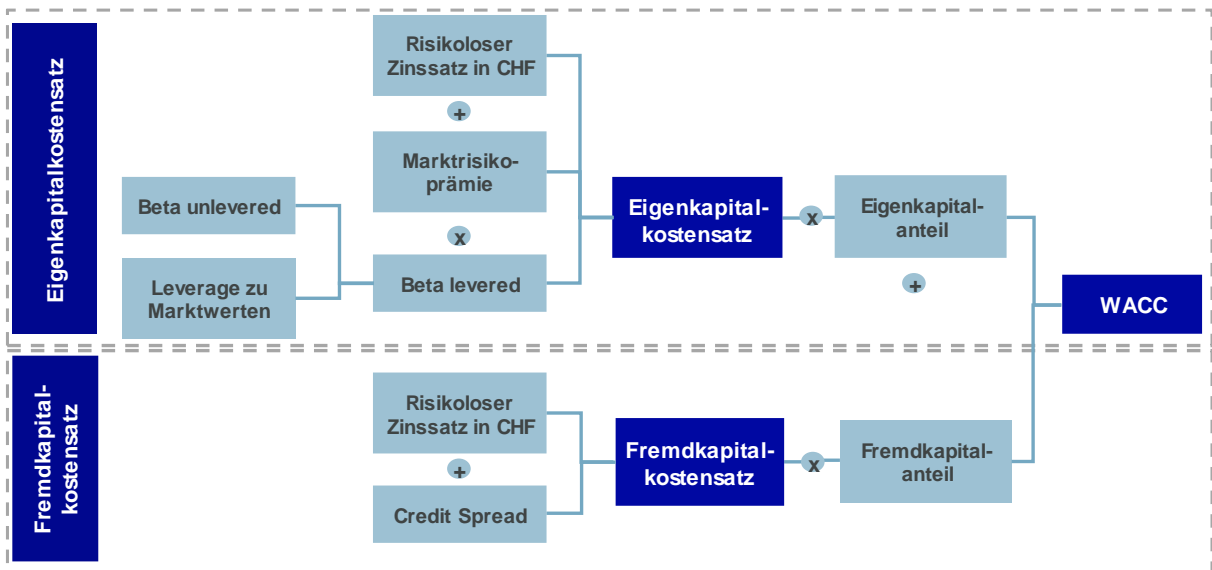 Eigenkapitalkostensatz
Risikoloser
Zinssatz in CHF
+
Marktrisiko-
prämie
x
Beta unlevered
Leverage zu
Marktwerten
Beta levered
Eigenkapital-
kostensatz
x
Eigenkapital-
anteil
+
WACC
Fremdkapital-
kostensatz
Risikoloser
Zinssatz in CHF
+
Credit Spread
Fremdkapital-
kostensatz
x
Fremdkapital-
anteil